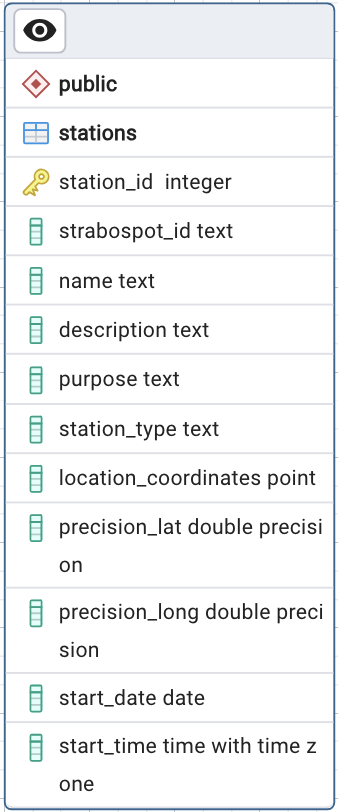 public
stations
station_id integer
strabospot_id text
name text
description text
purpose text
station_type text
location_coordinates point
precision_lat double precisi
on
precision_long double preci
sion
start_date date
start_time time with time z
one